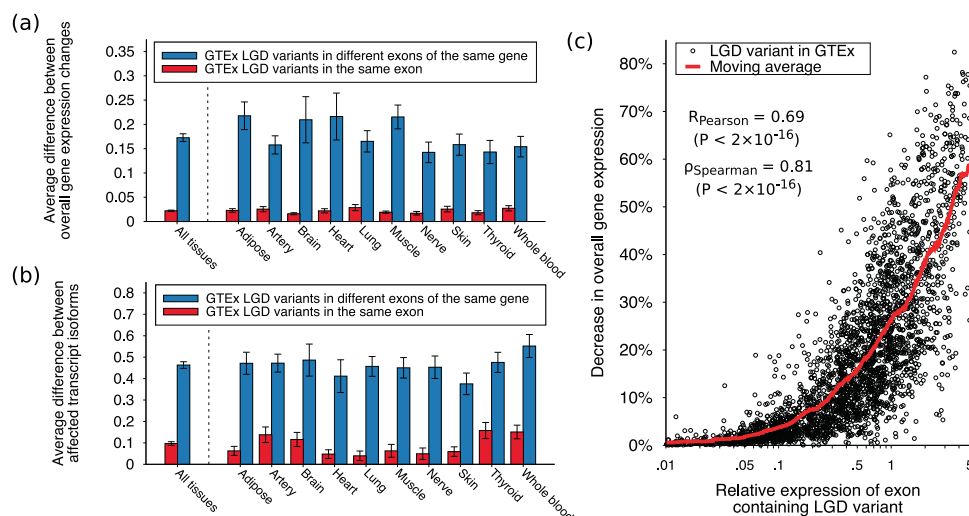 (a)
Average difference between
overall gene expression changes
0.35
0.3
0.25
0.2
0.15
0.1
0.05
0
GTEx LGD variants in different exons of the same gene
GTEx LGD variants in the same exon
All tissues
Adipose
Artery
Brain
Heart
Lung
Muscle
Nerve
Skin
Thyroid
Whole blood
(b)
Average difference between
affected transcript isoforms
0.8
0.7
0.6
0.5
0.4
0.3
0.2
0.1
0
GTEx LGD variants in different exons of the same gene
GTEx LGD variants in the same exon
All tissues
Adipose
Artery
Brain
Heart
Lung
Muscle
Nerve
Skin
Thyroid
Whole blood
(c)
Decrease in overall gene expression
80%
70%
60%
50%
40%
30%
20%
10%
0%
LGD variant in GTEx
Moving average
RPearson = 0.69
(P < 2×10-16)
ρSpearman = 0.81
(P < 2×10-16)
.01
.05
.1
.5
1
5
Relative expression of exon
containing LGD variant